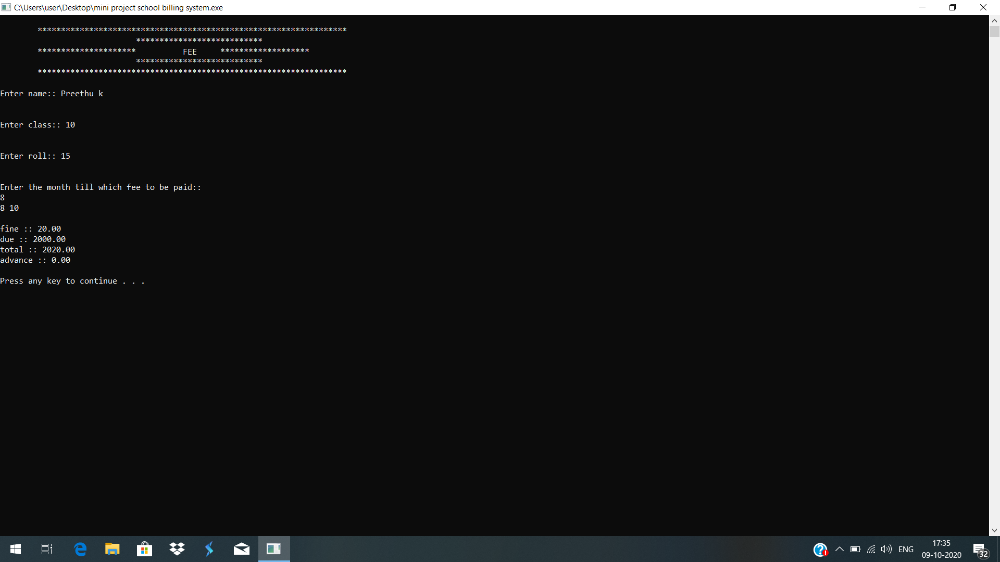 C:\Users\user\Desktop\mini project school billing system.exe
******************************************************************
***************************
*********************          FEE     *******************
***************************
******************************************************************
Enter name:: Preethu k
Enter class:: 10
Enter roll:: 15
Enter the month till which fee to be paid::
8
8 10
fine :: 20.00
due :: 2000.00
total :: 2020.00
advance :: 0.00
Press any key to continue . . .
ENG
17:35
09-10-2020
32